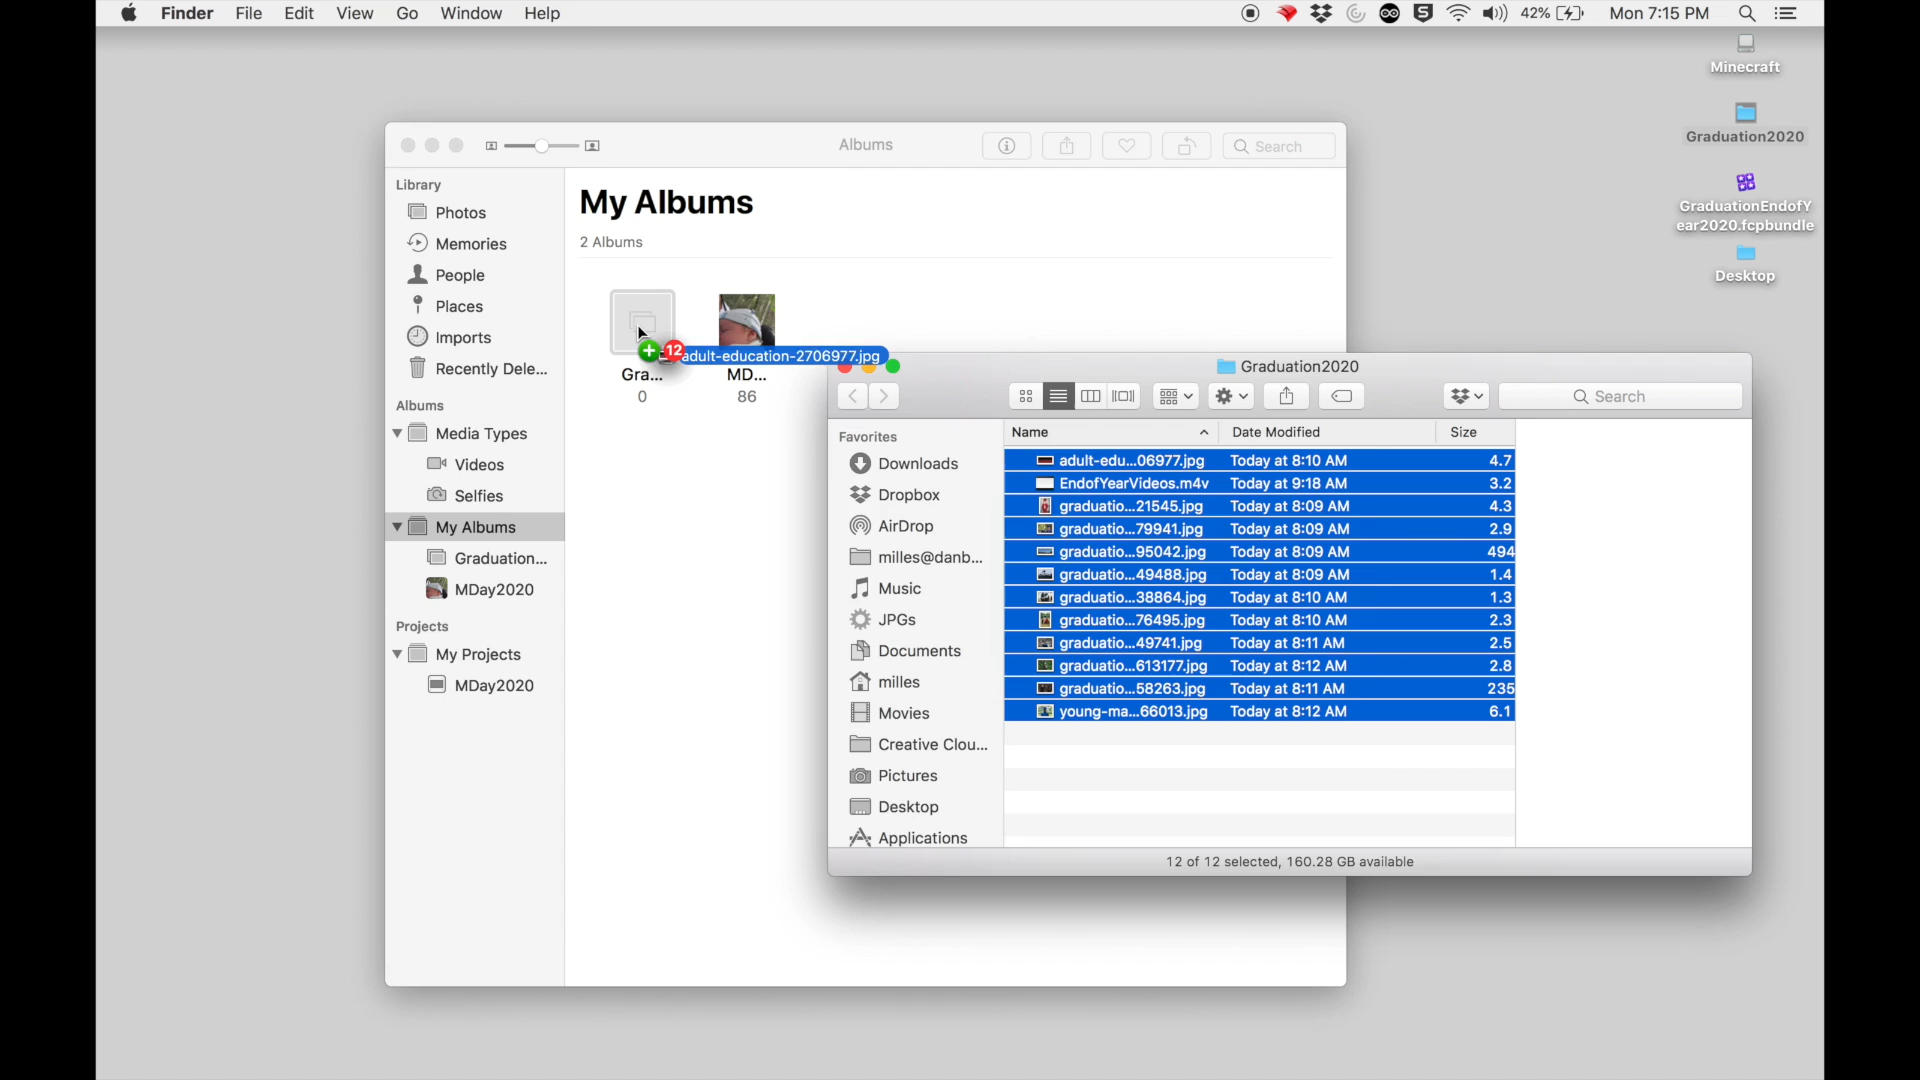 Finder File Edit View Go Window Help
42% Mon 7:15 PM
Minecraft
Graduation2020
GraduationEndofY
ear2020.fcpbundle
Desktop
Albums
Search
Library
Photos
Memories
People
Places
Imports
Recently Dele...
Albums
Media Types
Videos
Selfies
My Albums
Graduation...
MDay2020
Projects
My Projects
MDay2020
My Albums
2 Albums
12 adult-education-2706977.jpg
Gra... MD...
0 86
Graduation2020
Search
Favorites
Downloads
Dropbox
AirDrop
milles@danb...
Music
JPGs
Documents
milles
Movies
Creative Clou...
Pictures
Desktop
Applications
Name Date Modified Size
adult-edu...06977.jpg Today at 8:10 AM 4.7
EndofYearVideos.m4v Today at 9:18 AM 3.2
graduatio...21545.jpg Today at 8:09 AM 4.3
graduatio...79941.jpg Today at 8:09 AM 2.9
graduatio...95042.jpg Today at 8:09 AM 494
graduatio...49488.jpg Today at 8:09 AM 1.4
graduatio...38864.jpg Today at 8:10 AM 1.3
graduatio...76495.jpg Today at 8:10 AM 2.3
graduatio...49741.jpg Today at 8:11 AM 2.5
graduatio...613177.jpg Today at 8:12 AM 2.8
graduatio...58263.jpg Today at 8:11 AM 235
young-ma...66013.jpg Today at 8:12 AM 6.1
12 of 12 selected, 160.28 GB available